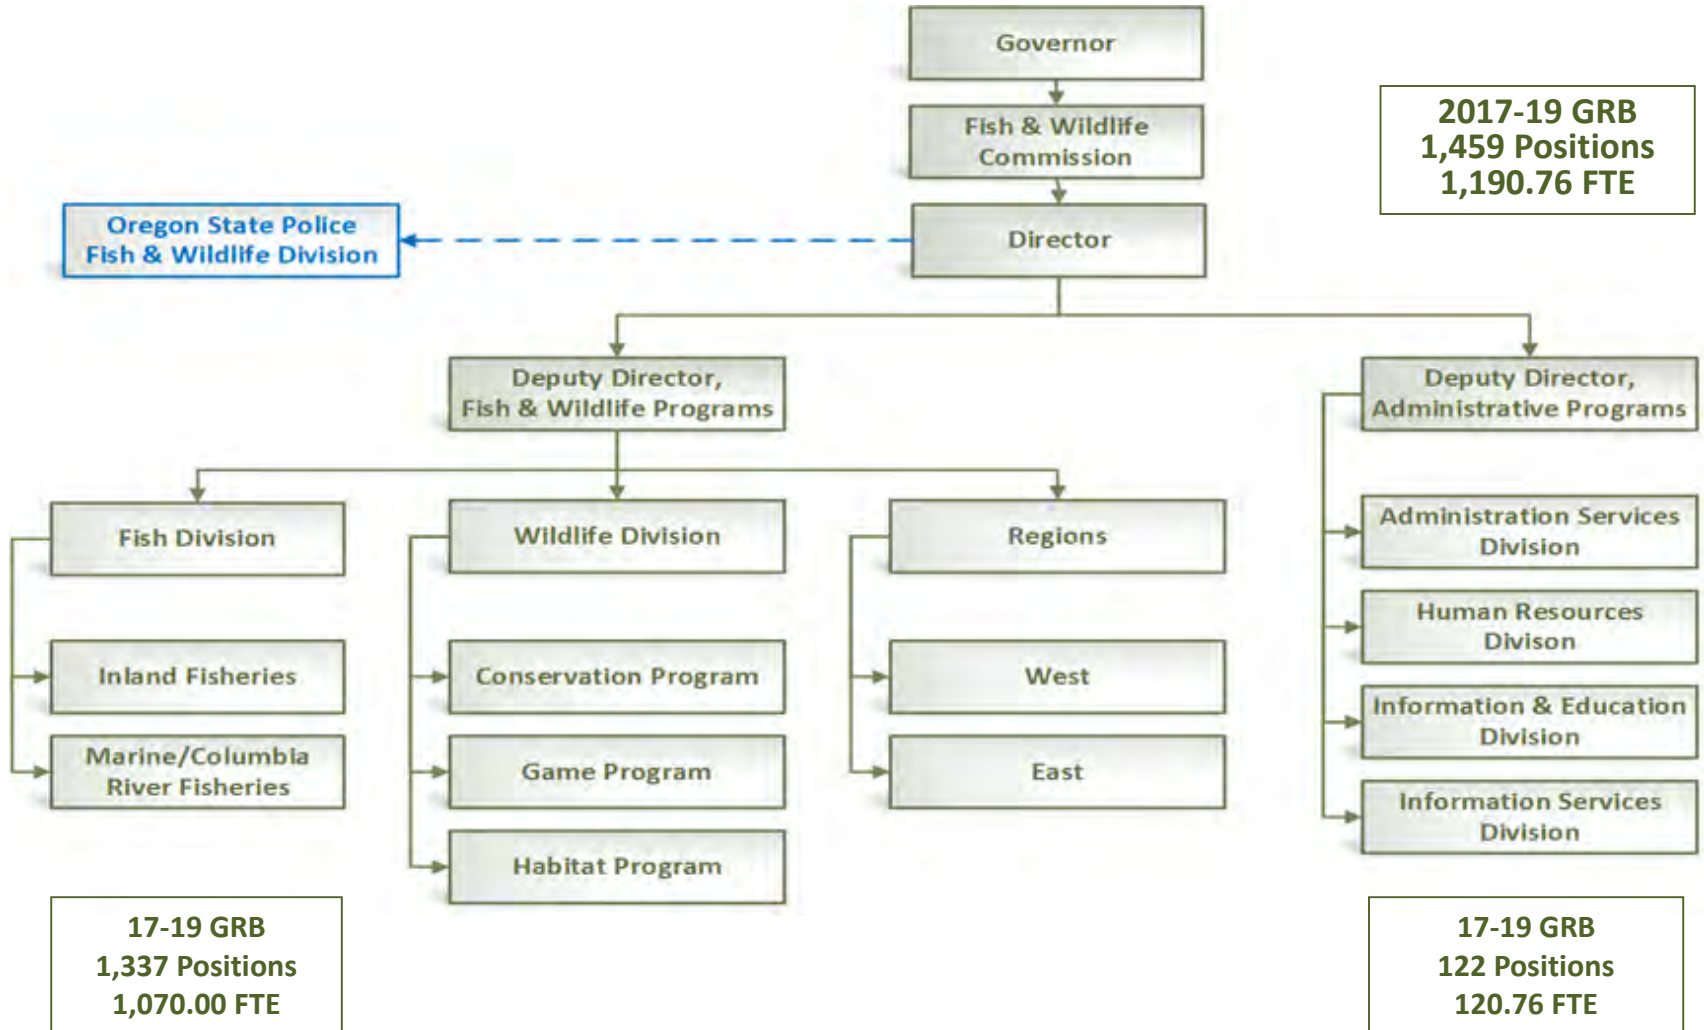 Governor
Fish & Wildlife
Commission
2017-19 GRB
1,459 Positions
1,190.76 FTE
Oregon State Police
Fish & Wildlife Division
Director
Deputy Director,
Fish & Wildlife Programs
Deputy Director,
Administrative Programs
Fish Division
Wildlife Division
Regions
Administration Services
Division
Human Resources
Divison
Inland Fisheries
Conservation Program
West
Information & Education
Division
Marine/Columbia
River Fisheries
Game Program
East
Information Services
Division
Habitat Program
17-19 GRB
1,337 Positions
1,070.00 FTE
17-19 GRB
122 Positions
120.76 FTE